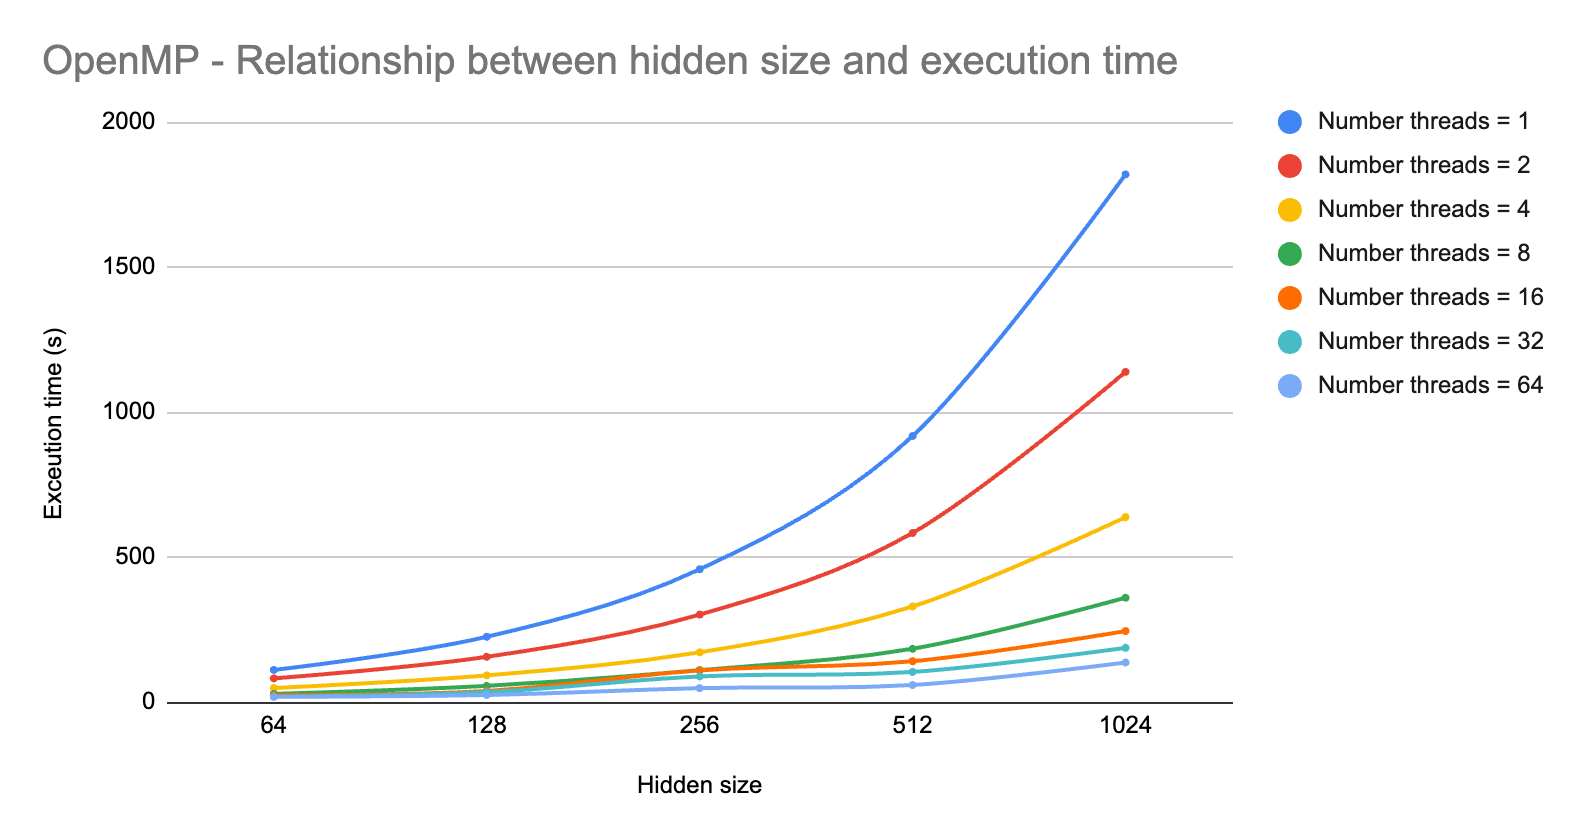 OpenMP - Relationship between hidden size and execution time
2000
1500
1000
500
0
Exceution time (s)
64
128
256
512
1024
Hidden size
Number threads = 1
Number threads = 2
Number threads = 4
Number threads = 8
Number threads = 16
Number threads = 32
Number threads = 64